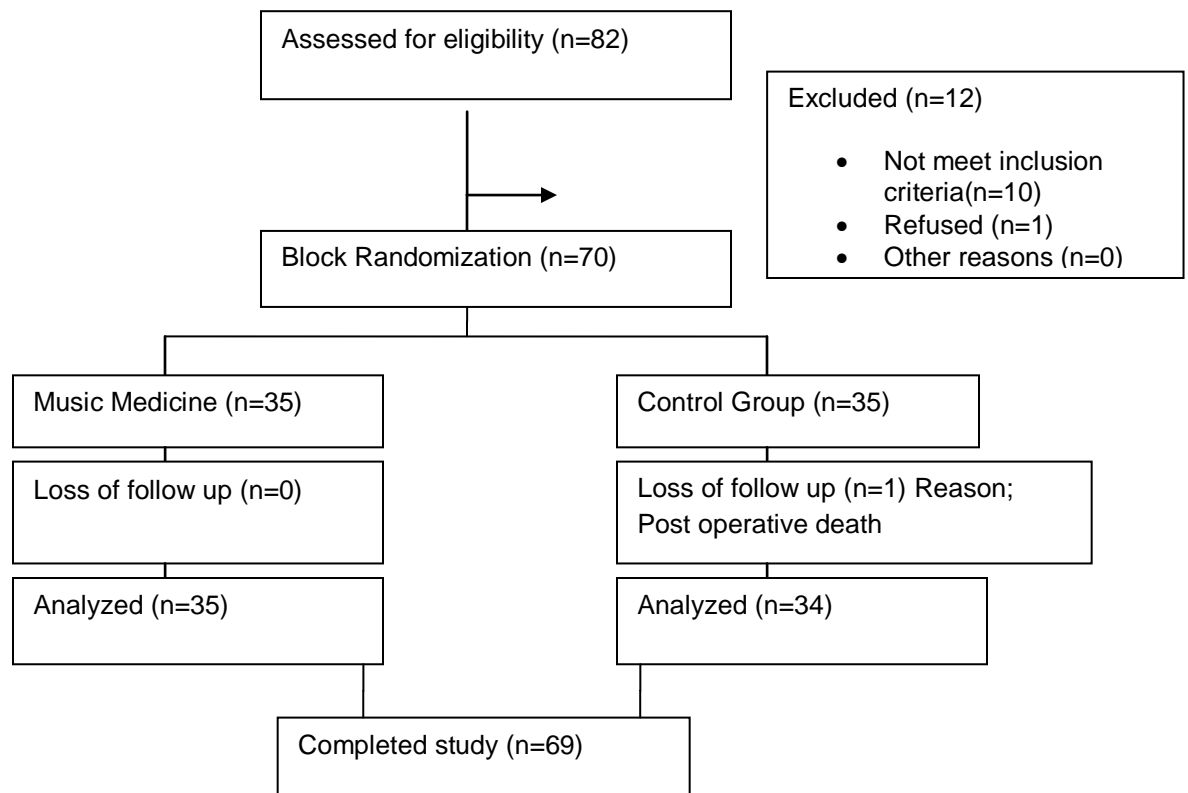 Assessed for eligibility (n=82)
Excluded (n=12)
• Not meet inclusion
criteria(n=10)
• Refused (n=1)
• Other reasons (n=0)
Block Randomization (n=70)
Music Medicine (n=35)
Control Group (n=35)
Loss of follow up (n=0)
Loss of follow up (n=1) Reason;
Post operative death
Analyzed (n=35)
Analyzed (n=34)
Completed study (n=69)